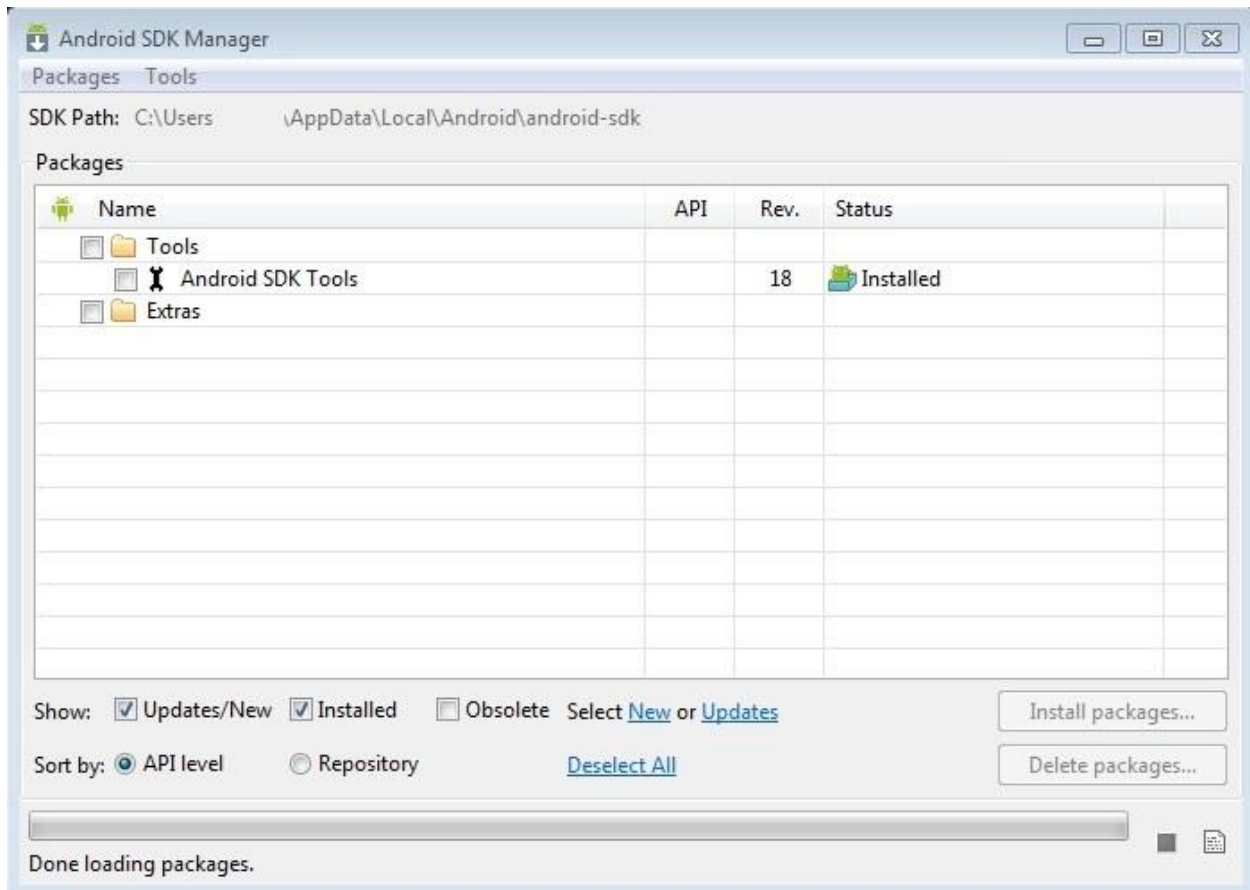 Android SDK Manager
Packages Tools
SDK Path: C:\Users \AppData\Local\Android\android-sdk
Packages
Name API Rev. Status
Tools
Android SDK Tools 18 Installed
Extras
Show: Updates/New Installed Obsolete Select New or Updates Install packages...
Sort by: API level Repository Deselect All Delete packages...
Done loading packages.